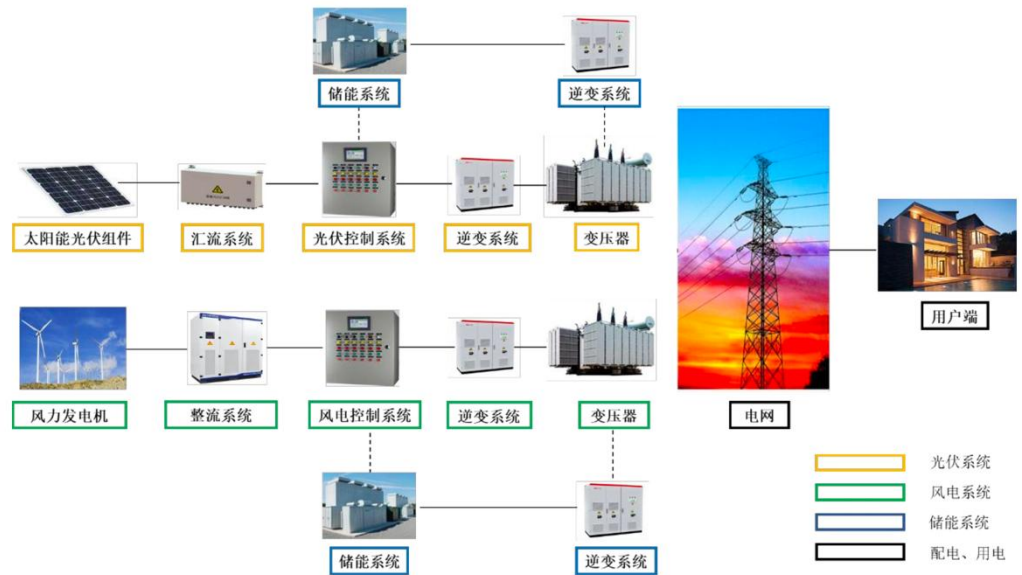 储能系统
逆变系统
太阳能光伏组件
汇流系统
光伏控制系统
逆变系统
变压器
用户端
风力发电机
整流系统
风电控制系统
逆变系统
变压器
电网
光伏系统
风电系统
储能系统
配电、用电
储能系统
逆变系统